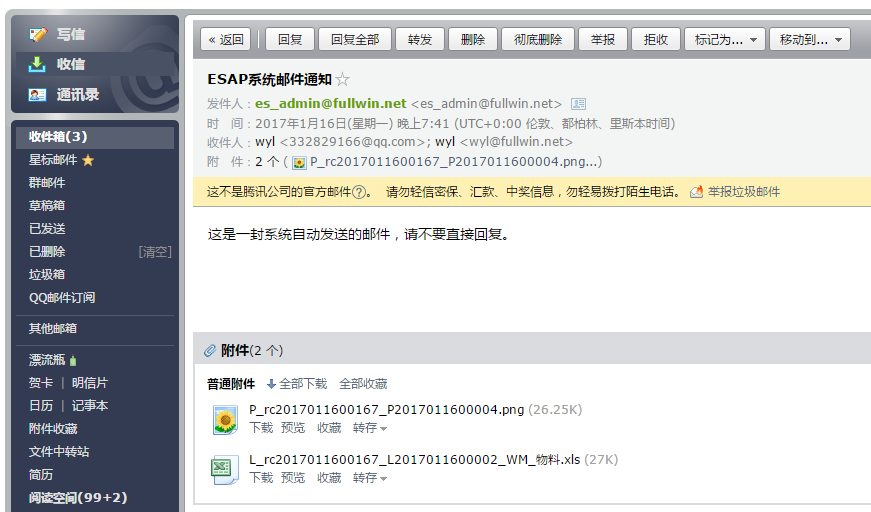 写信
收信
通讯录
收件箱(3)
星标邮件
群邮件
草稿箱
已发送
已删除 [清空]
垃圾箱
QQ邮件订阅
其他邮箱
漂流瓶
贺卡 | 明信片
日历 | 记事本
附件收藏
文件中转站
简历
阅读空间(99+2)
« 返回 回复 回复全部 转发 删除 彻底删除 举报 拒收 标记为... 移动到...
ESAP系统邮件通知
发件人：es_admin@fullwin.net <es_admin@fullwin.net>
时 间：2017年1月16日(星期一) 晚上7:41 (UTC+0:00 伦敦、都柏林、里斯本时间)
收件人：wyl <332829166@qq.com>; wyl <wyl@fullwin.net>
附 件：2 个 ( P_rc2017011600167_P2017011600004.png...)
这不是腾讯公司的官方邮件?。 请勿轻信密保、汇款、中奖信息，勿轻易拨打陌生电话。 举报垃圾邮件
这是一封系统自动发送的邮件，请不要直接回复。
附件(2 个)
普通附件 全部下载 全部收藏
P_rc2017011600167_P2017011600004.png (26.25K)
下载 预览 收藏 转存
L_rc2017011600167_L2017011600002_WM_物料.xls (27K)
下载 预览 收藏 转存